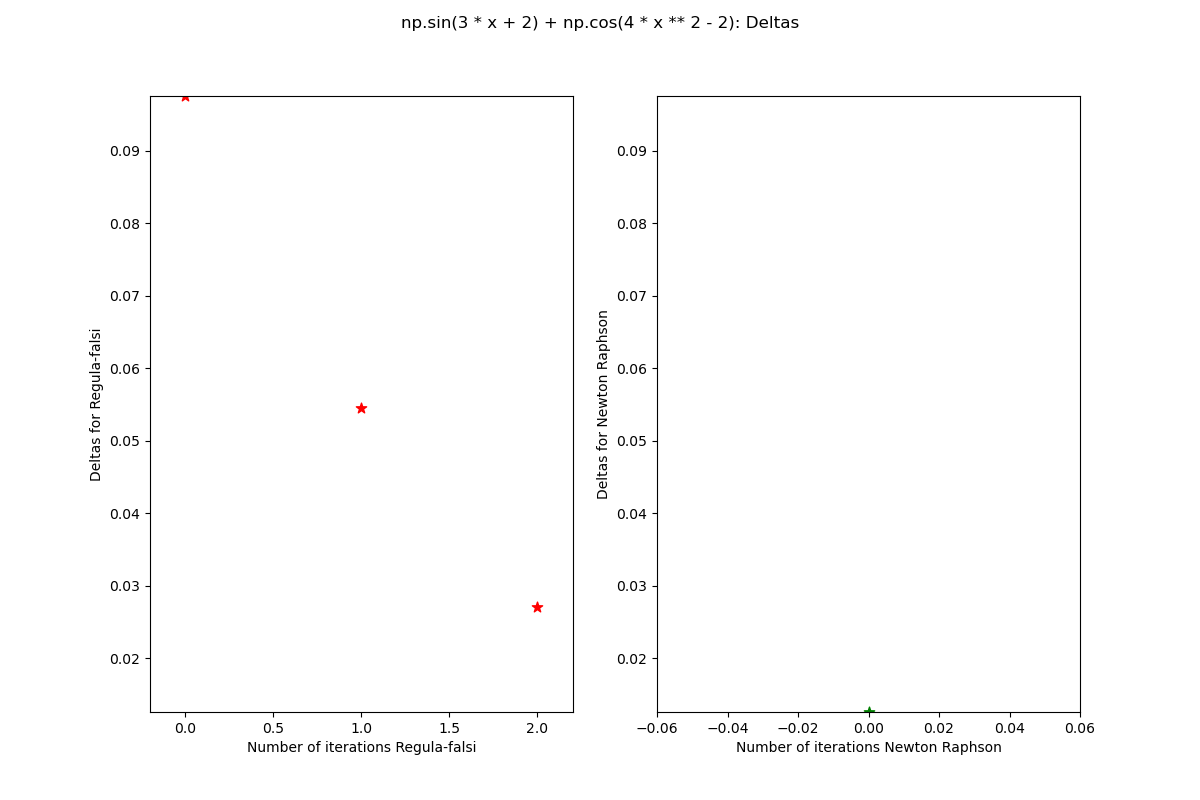 np.sin(3 * x + 2) + np.cos(4 * x ** 2 - 2): Deltas
Deltas for Regula-falsi
0.09
0.08
0.07
0.06
0.05
0.04
0.03
0.02
0.0 0.5 1.0 1.5 2.0
Number of iterations Regula-falsi
Deltas for Newton Raphson
0.09
0.08
0.07
0.06
0.05
0.04
0.03
0.02
−0.06 −0.04 −0.02 0.00 0.02 0.04 0.06
Number of iterations Newton Raphson